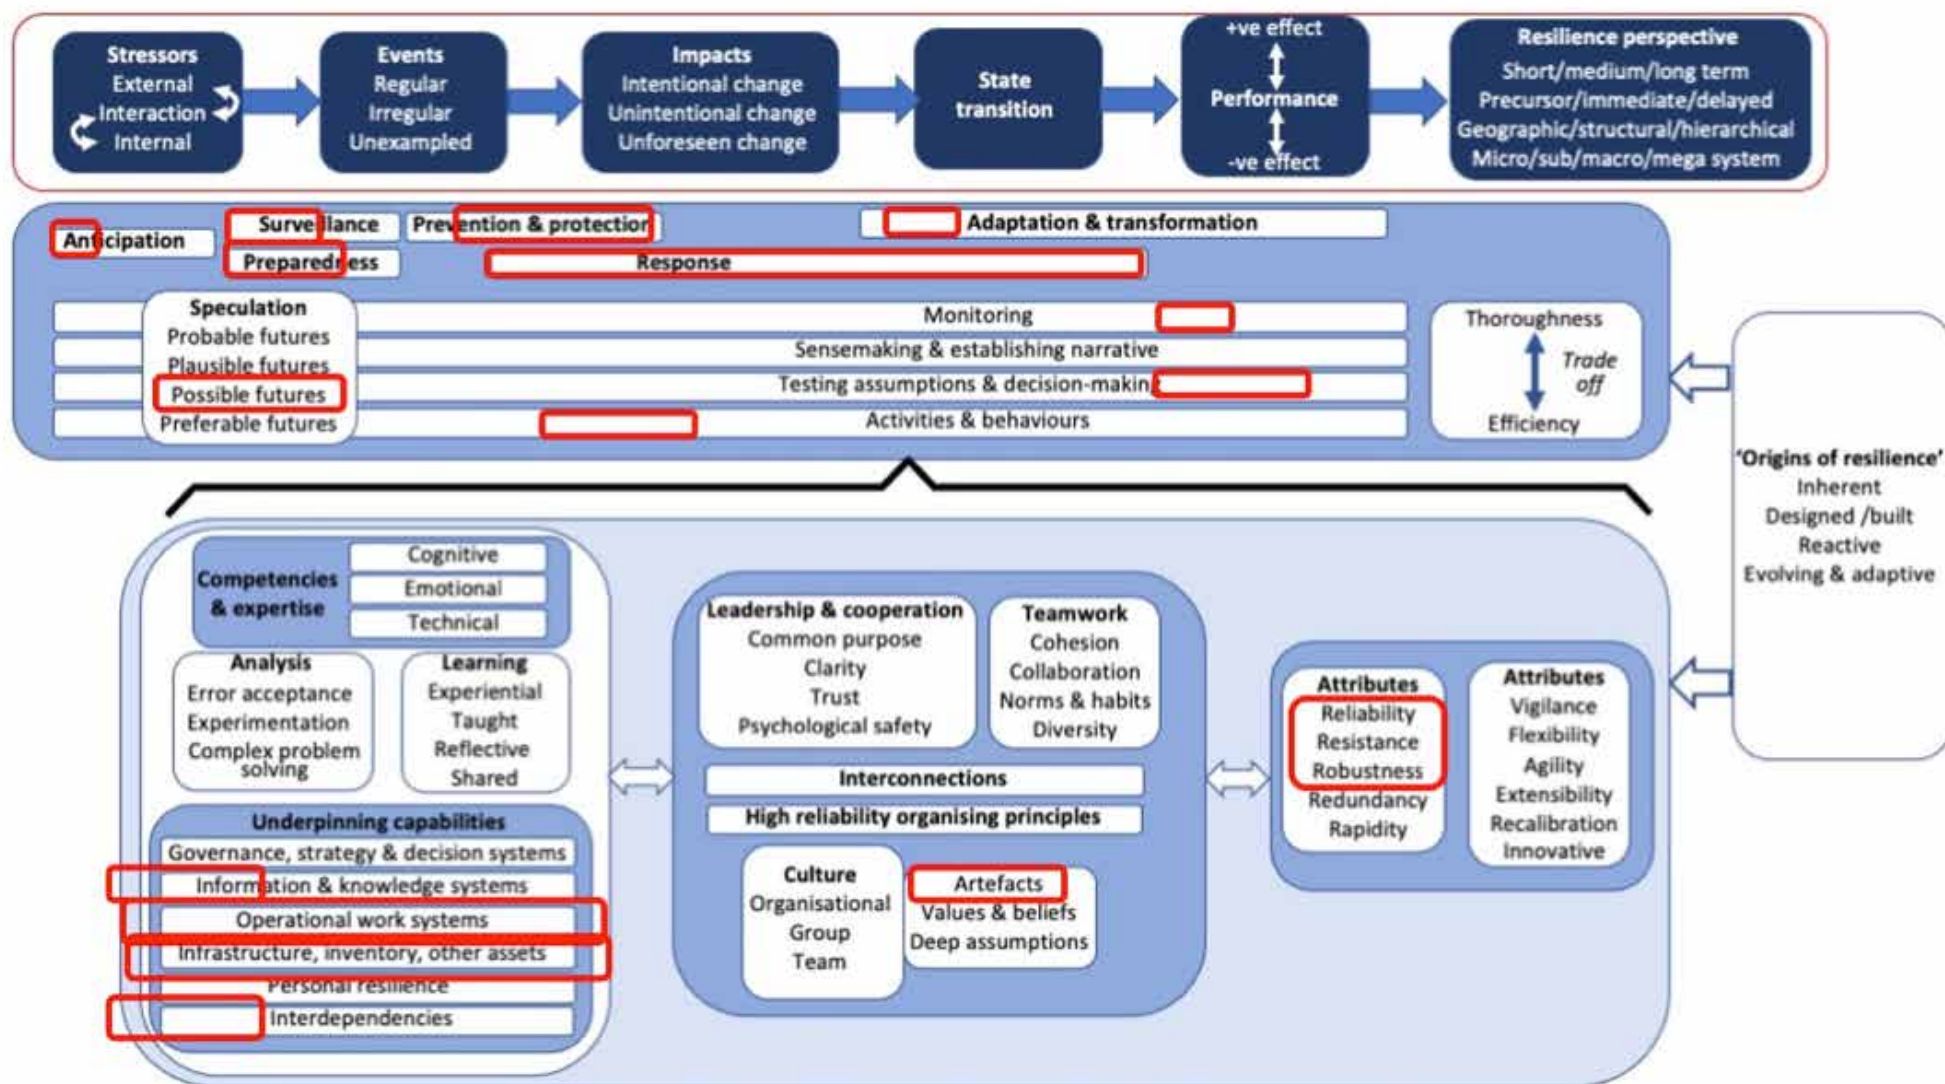 Stressors
External
Interaction
Internal
Events
Regular
Irregular
Unexampled
Impacts
Intentional change
Unintentional change
Unforeseen change
State
transition
+ve effect
Performance
-ve effect
Resilience perspective
Short/medium/long term
Precursor/immediate/delayed
Geographic/structural/hierarchical
Micro/sub/macro/mega system
Anticipation
Surveillance
Preparedness
Prevention & protection
Response
Adaptation & transformation
Speculation
Probable futures
Plausible futures
Possible futures
Preferable futures
Monitoring
Sensemaking & establishing narrative
Testing assumptions & decision-making
Activities & behaviours
Thoroughness
Trade
off
Efficiency
'Origins of resilience'
Inherent
Designed /built
Reactive
Evolving & adaptive
Competencies
& expertise
Cognitive
Emotional
Technical
Analysis
Error acceptance
Experimentation
Complex problem
solving
Learning
Experiential
Taught
Reflective
Shared
Underpinning capabilities
Governance, strategy & decision systems
Information & knowledge systems
Operational work systems
Infrastructure, inventory, other assets
Personal resilience
Interdependencies
Leadership & cooperation
Common purpose
Clarity
Trust
Psychological safety
Teamwork
Cohesion
Collaboration
Norms & habits
Diversity
Interconnections
High reliability organising principles
Culture
Organisational
Group
Team
Artefacts
Values & beliefs
Deep assumptions
Attributes
Reliability
Resistance
Robustness
Redundancy
Rapidity
Attributes
Vigilance
Flexibility
Agility
Extensibility
Recalibration
Innovative